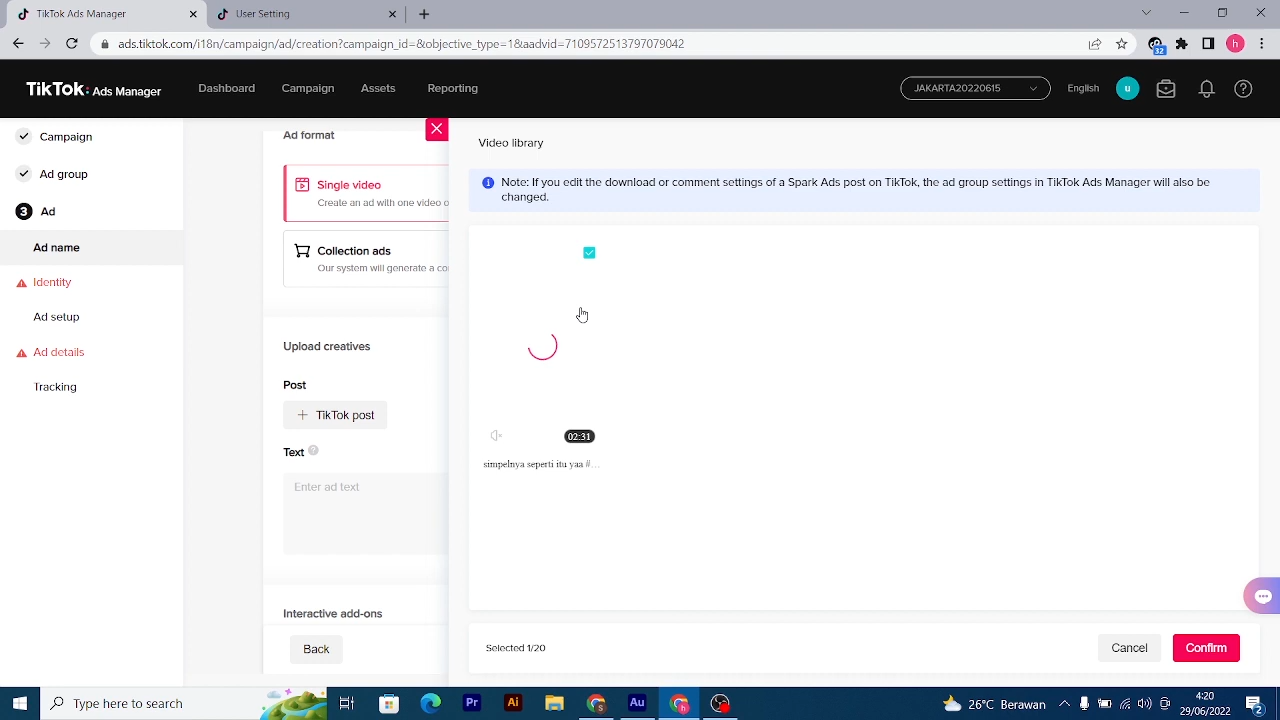 TikTok Ads Manager
User Setting
ads.tiktok.com/i18n/campaign/ad/creation?campaign_id=&objective_type=1&aadvid=7109572513797079042
32
h
TikTok: Ads Manager
Dashboard
Campaign
Assets
Reporting
JAKARTA20220615
English
u
Campaign
Ad group
3 Ad
Ad name
Identity
Ad setup
Ad details
Tracking
Ad format
Single video
Create an ad with one video o
Collection ads
Our system will generate a co
Upload creatives
Post
TikTok post
Text
Enter ad text
Interactive add-ons
Back
Video library
Note: If you edit the download or comment settings of a Spark Ads post on TikTok, the ad group settings in TikTok Ads Manager will also be
changed.
02:31
simpelnya seperti itu yaa #...
Selected 1/20
Cancel
Confirm
Type here to search
Pr
Ai
Au
h
26°C Berawan
4:20
29/06/2022
2